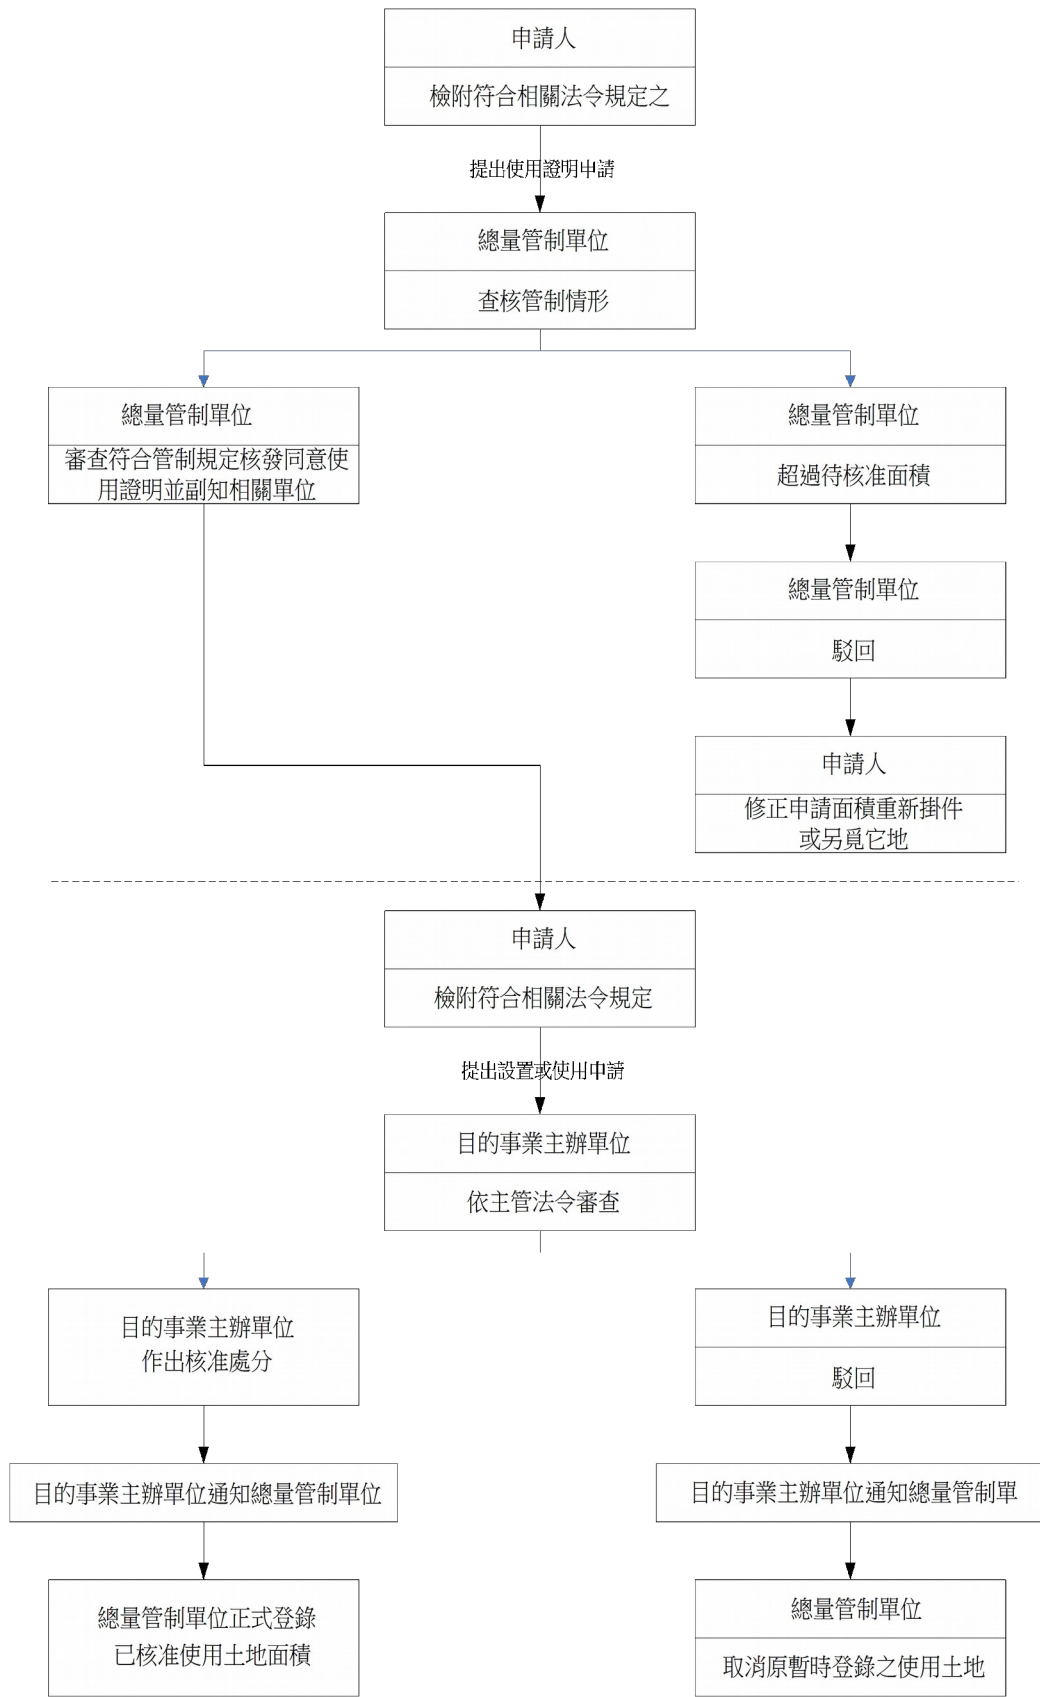 申請人
檢附符合相關法令規定之
提出使用證明申請
總量管制單位
查核管制情形
總量管制單位
審查符合管制規定核發同意使
用證明並副知相關單位
總量管制單位
超過待核准面積
總量管制單位
駁回
申請人
修正申請面積重新掛件
或另覓它地
申請人
檢附符合相關法令規定
提出設置或使用申請
目的事業主辦單位
依主管法令審查
目的事業主辦單位
作出核准處分
目的事業主辦單位
駁回
目的事業主辦單位通知總量管制單位
目的事業主辦單位通知總量管制單
總量管制單位正式登錄
已核准使用土地面積
總量管制單位
取消原暫時登錄之使用土地